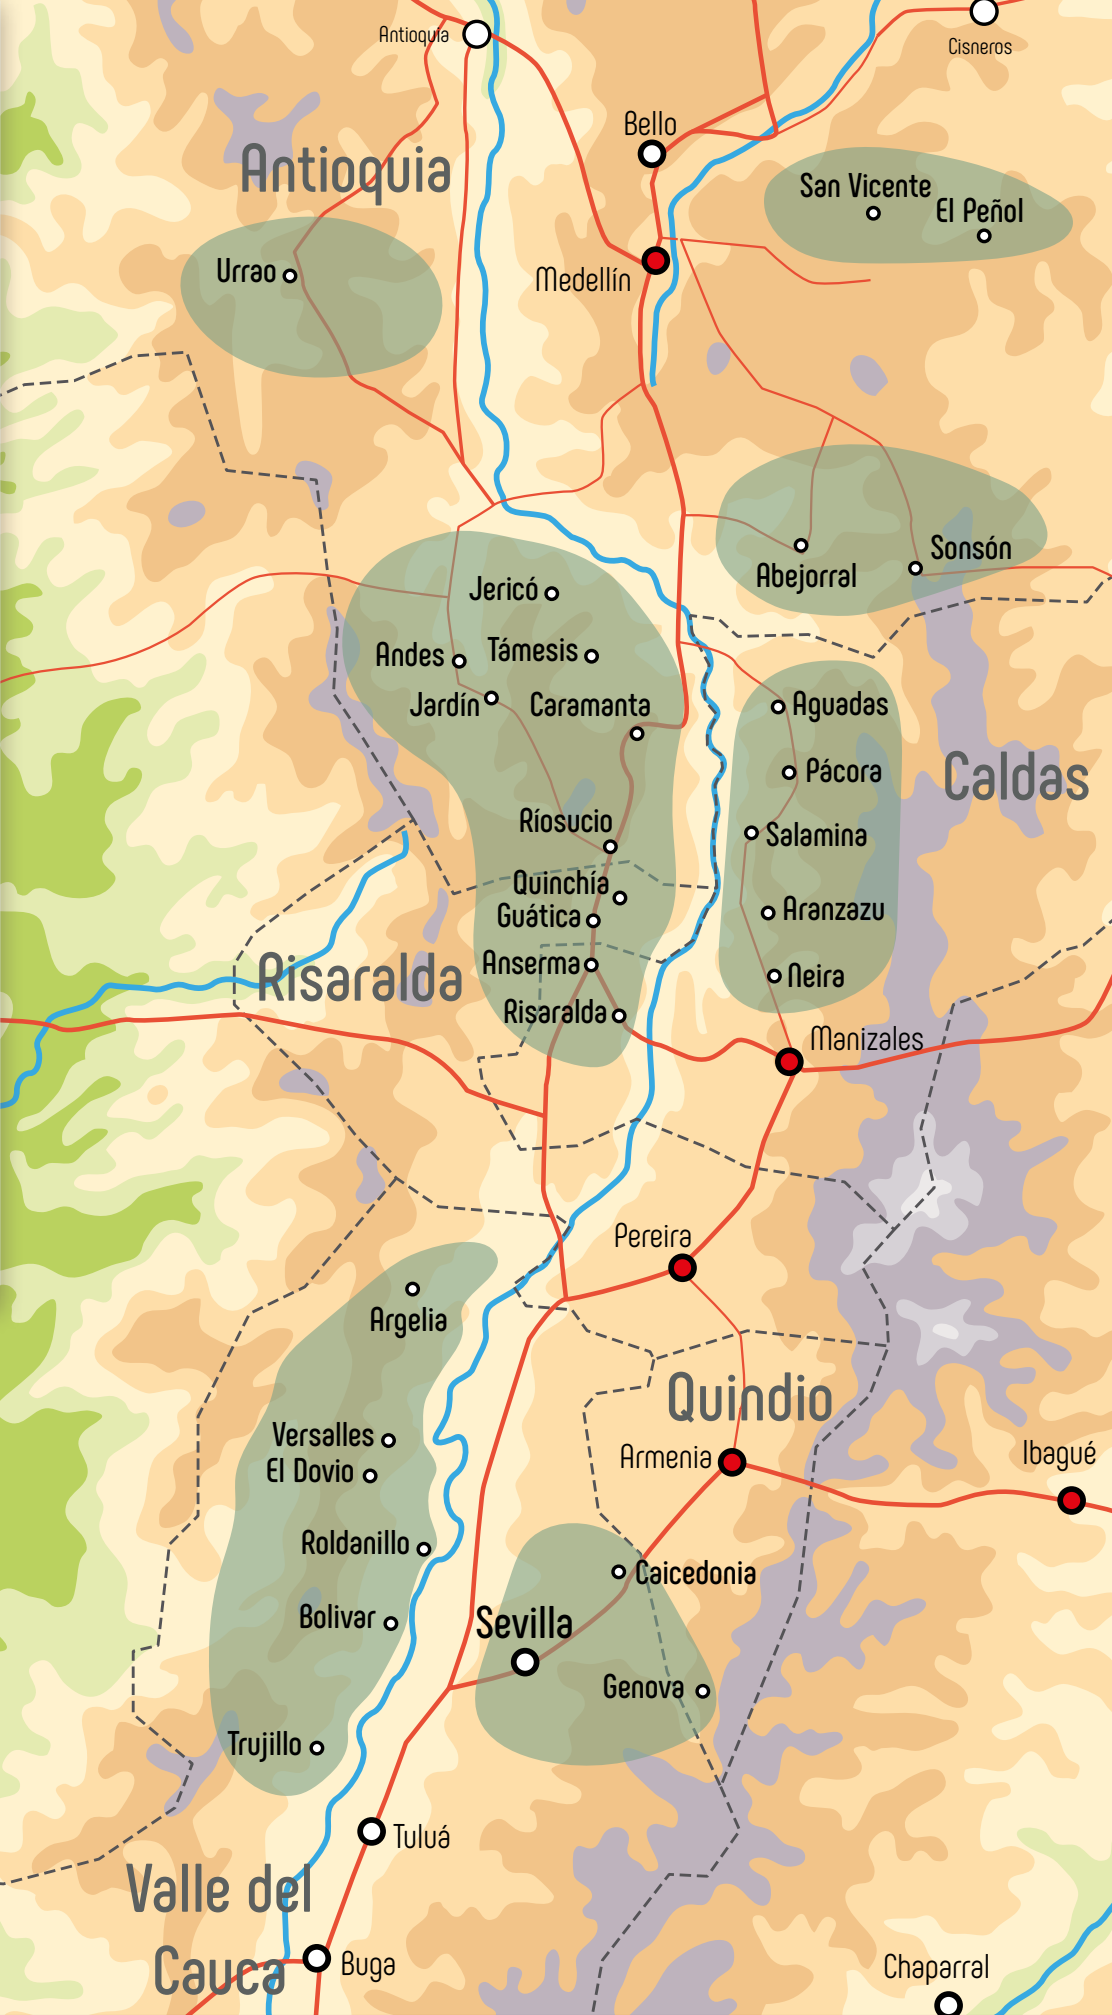 Antioquia
Cisneros
Bello
Antioquia
San Vicente
El Peñol
Urrao
Medellín
Sonsón
Abejorral
Jericó
Támesis
Andes
Jardín
Caramanta
Aguadas
Pácora
Caldas
Ríosucio
Salamina
Quinchía
Guática
Aranzazu
Anserma
Risaralda
Neira
Risaralda
Manizales
Pereira
Argelia
Quindio
Versalles
El Dovio
Armenia
Ibagué
Roldanillo
Caicedonia
Bolivar
Sevilla
Genova
Trujillo
Tuluá
Valle del
Cauca
Buga
Chaparral